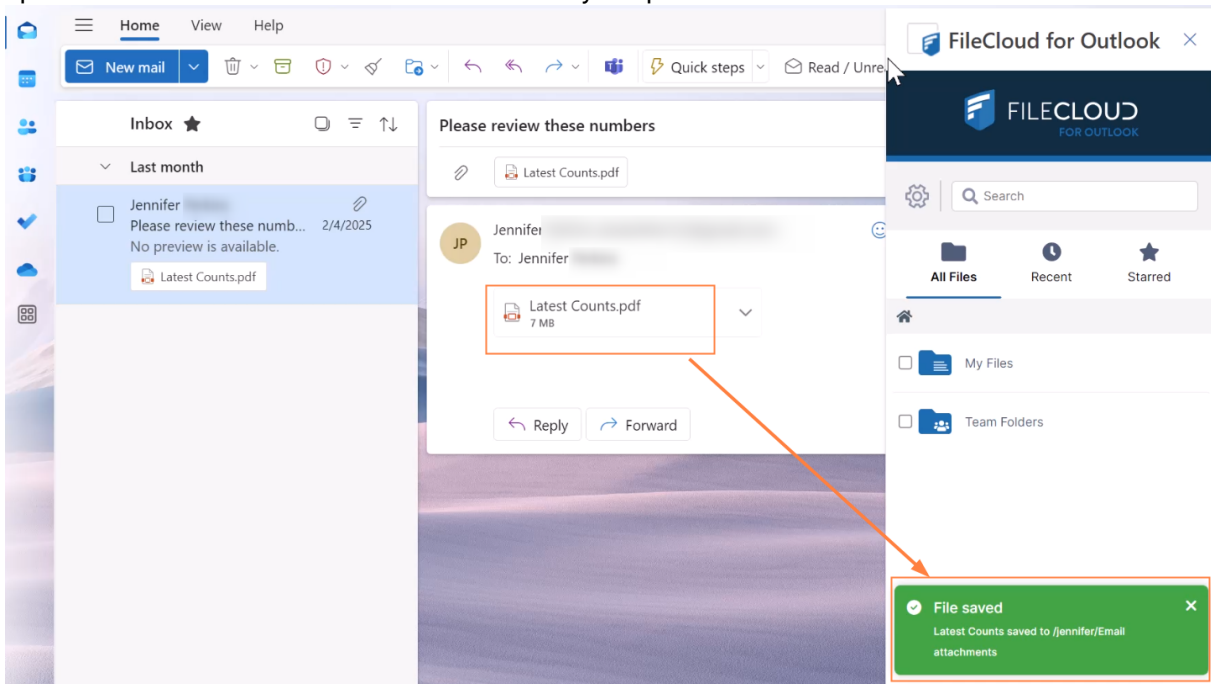 Home View Help
FileCloud for Outlook
New mail
Quick steps
Read / Unre
FILECLOUD
FOR OUTLOOK
Inbox
Please review these numbers
Last month
Latest Counts.pdf
Search
Jennifer
Please review these numb... 2/4/2025
No preview is available.
Latest Counts.pdf
JP
Jennifer
To: Jennifer
All Files Recent Starred
Latest Counts.pdf
7 MB
My Files
Reply Forward
Team Folders
File saved
Latest Counts saved to /jennifer/Email
attachments